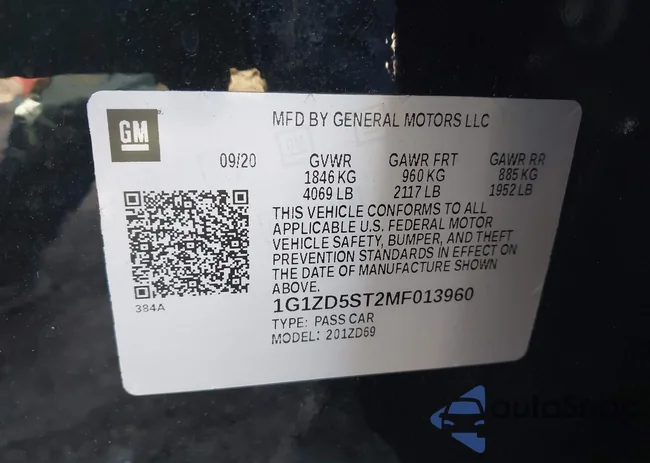 GM
MFD BY GENERAL MOTORS LLC
09/20 GVWR GAWR FRT GAWR RR
1846 KG 960 KG 885 KG
4069 LB 2117 LB 1952 LB
THIS VEHICLE CONFORMS TO ALL
APPLICABLE U.S. FEDERAL MOTOR
VEHICLE SAFETY, BUMPER, AND THEFT
PREVENTION STANDARDS IN EFFECT ON
THE DATE OF MANUFACTURE SHOWN
ABOVE.
384A
1G1ZD5ST2MF013960
TYPE: PASS CAR
MODEL: 201ZD69